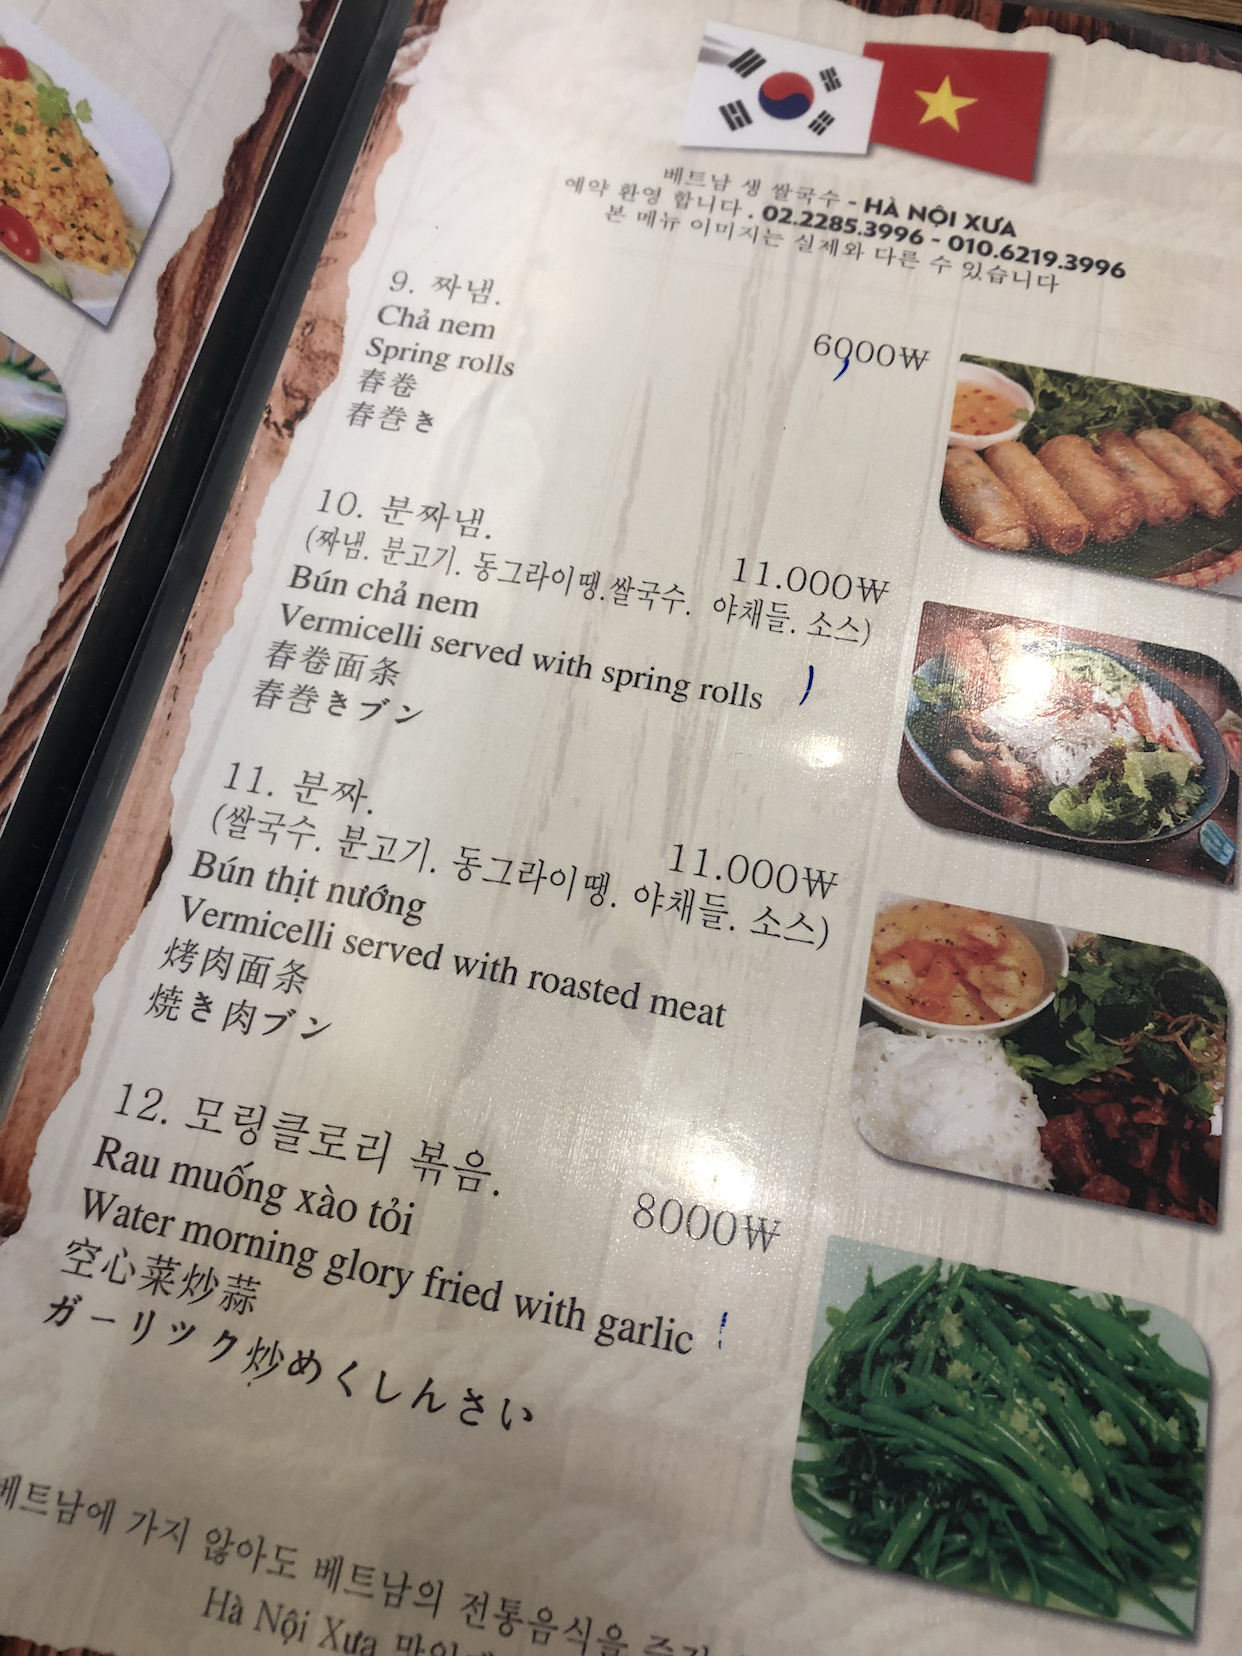 베트남 생 쌀국수 - HÀ NỘI XƯA
예약 환영 합니다. 02.2285.3996 - 010.6219.3996
본 메뉴 이미지는 실제와 다른 수 있습니다
9. 짜냄.
6000₩
Chả nem
Spring rolls
春卷
春巻き
10. 분짜냄.
11.000₩
(짜냄. 분고기. 동그라이땡.쌀국수. 야채들. 소스)
Bún chả nem
Vermicelli served with spring rolls
春卷面条
春巻きブン
11. 분짜.
11.000₩
(쌀국수. 분고기. 동그라이땡. 야채들. 소스)
Bún thịt nướng
Vermicelli served with roasted meat
烤肉面条
焼き肉ブン
12. 모링클로리 볶음.
8000₩
Rau muống xào tỏi
Water morning glory fried with garlic
空心菜炒蒜
ガーリック炒めくしんさい
베트남에 가지 않아도 베트남의 전통음식을
Hà Nội Xưa